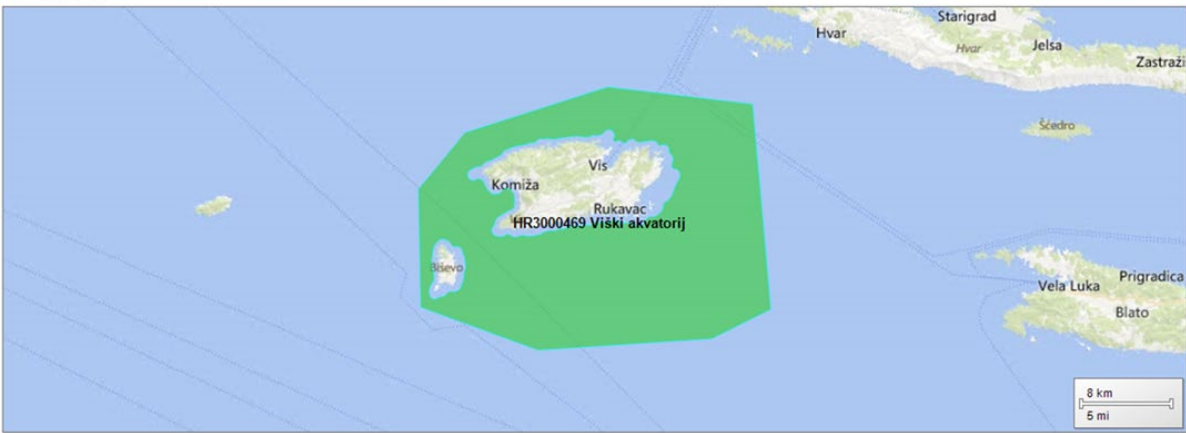 Starigrad
Hvar
Jelsa
Hvar
Zastraži
Šćedro
Vis
Komiža
Rukavac
HR3000469 Viški akvatorij
Biševo
Prigradica
Vela Luka
Blato
8 km
5 mi